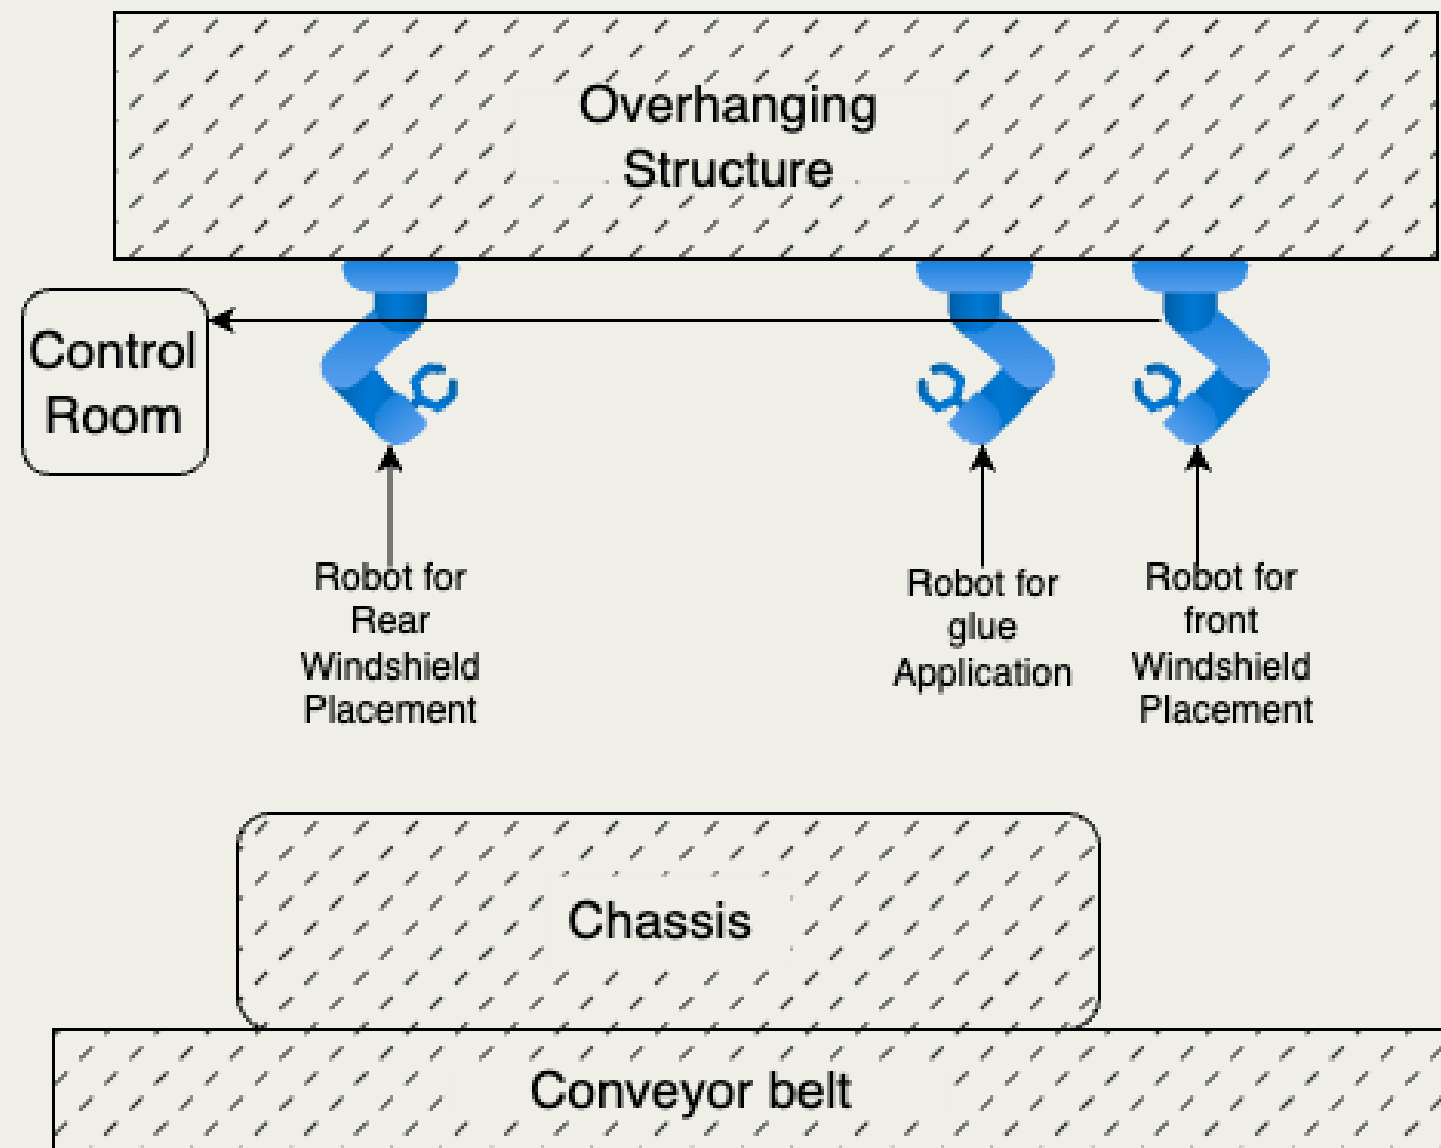 Overhanging
Structure
Control
Room
Robot for
Rear
Windshield
Placement
Robot for
glue
Application
Robot for
front
Windshield
Placement
Chassis
Conveyor belt